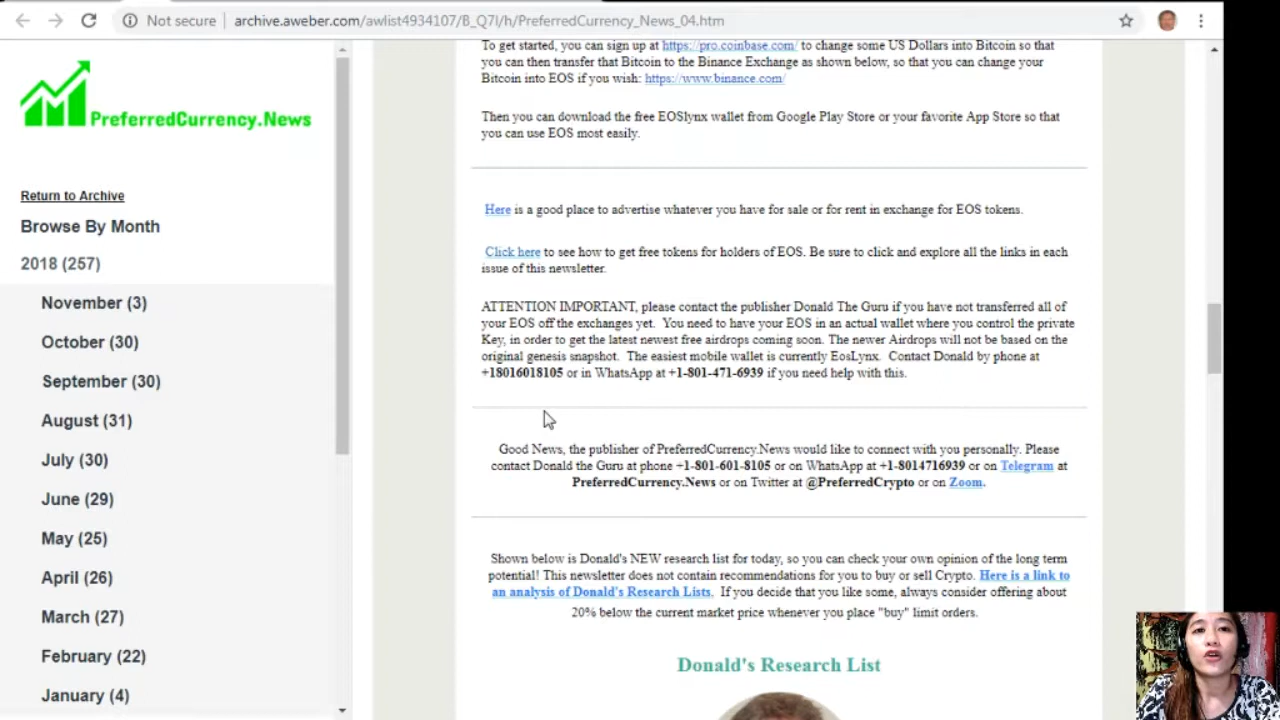 Not secure | archive.aweber.com/awlist4934107/B_Q7I/h/PreferredCurrency_News_04.htm
PreferredCurrency.News
Return to Archive
Browse By Month
2018 (257)
November (3)
October (30)
September (30)
August (31)
July (30)
June (29)
May (25)
April (26)
March (27)
February (22)
January (4)
To get started, you can sign up at https://pro.coinbase.com/ to change some US Dollars into Bitcoin so that
you can then transfer that Bitcoin to the Binance Exchange as shown below, so that you can change your
Bitcoin into EOS if you wish: https://www.binance.com/
Then you can download the free EOSlynx wallet from Google Play Store or your favorite App Store so that
you can use EOS most easily.
Here is a good place to advertise whatever you have for sale or for rent in exchange for EOS tokens.
Click here to see how to get free tokens for holders of EOS. Be sure to click and explore all the links in each
issue of this newsletter.
ATTENTION IMPORTANT, please contact the publisher Donald The Guru if you have not transferred all of
your EOS off the exchanges yet. You need to have your EOS in an actual wallet where you control the private
Key, in order to get the latest newest free airdrops coming soon. The newer Airdrops will not be based on the
original genesis snapshot. The easiest mobile wallet is currently EosLynx. Contact Donald by phone at
+18016018105 or in WhatsApp at +1-801-471-6939 if you need help with this.
Good News, the publisher of PreferredCurrency.News would like to connect with you personally. Please
contact Donald the Guru at phone +1-801-601-8105 or on WhatsApp at +1-8014716939 or on Telegram at
PreferredCurrency.News or on Twitter at @PreferredCrypto or on Zoom.
Shown below is Donald's NEW research list for today, so you can check your own opinion of the long term
potential! This newsletter does not contain recommendations for you to buy or sell Crypto. Here is a link to
an analysis of Donald's Research Lists. If you decide that you like some, always consider offering about
20% below the current market price whenever you place "buy" limit orders.
Donald's Research List